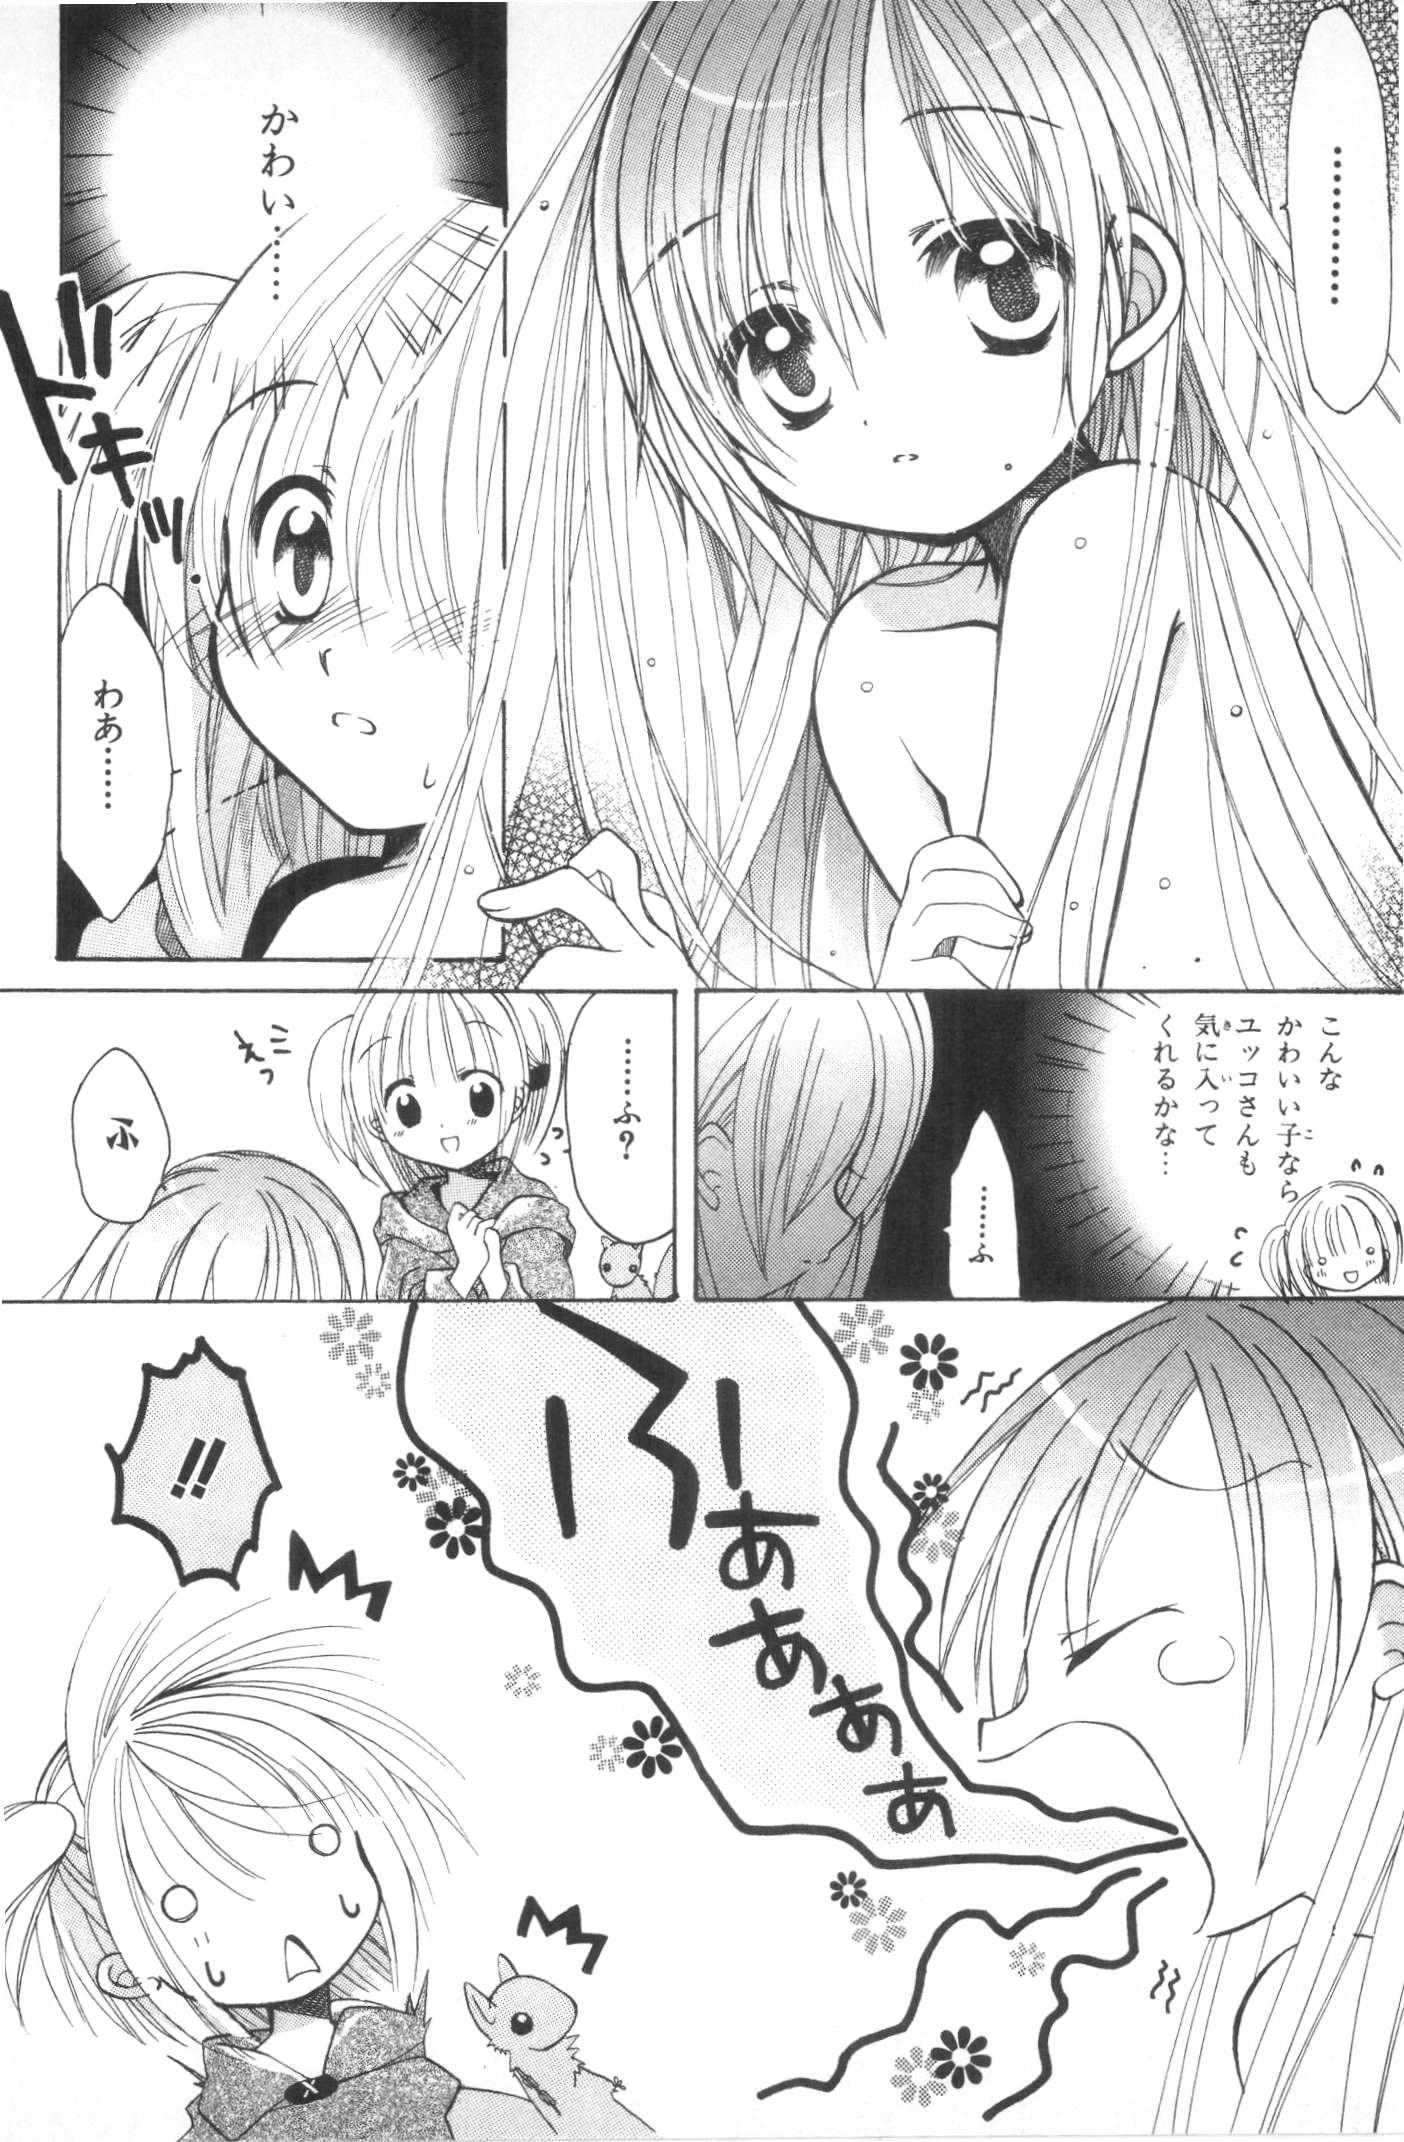 …………
かわい……
ドキッ
わあ……
こんな
かわいい子なら
ユッコさんも
気に入って
くれるかな…
……ふ
……ふ？
えっ
ふ
ふああああ
!!